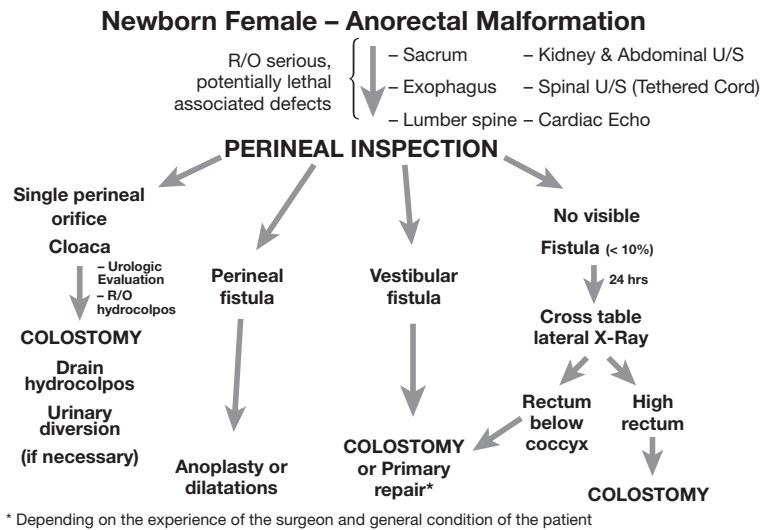 Newborn Female – Anorectal Malformation
R/O serious,
potentially lethal
associated defects
– Sacrum
– Exophagus
– Lumber spine
– Kidney & Abdominal U/S
– Spinal U/S (Tethered Cord)
– Cardiac Echo
PERINEAL INSPECTION
Single perineal
orifice
Cloaca
– Urologic
Evaluation
– R/O
hydrocolpos
COLOSTOMY
Drain
hydrocolpos
Urinary
diversion
(if necessary)
Perineal
fistula
Anoplasty or
dilatations
Vestibular
fistula
COLOSTOMY
or Primary
repair*
No visible
Fistula (< 10%)
24 hrs
Cross table
lateral X-Ray
Rectum
below
coccyx
High
rectum
COLOSTOMY
* Depending on the experience of the surgeon and general condition of the patient